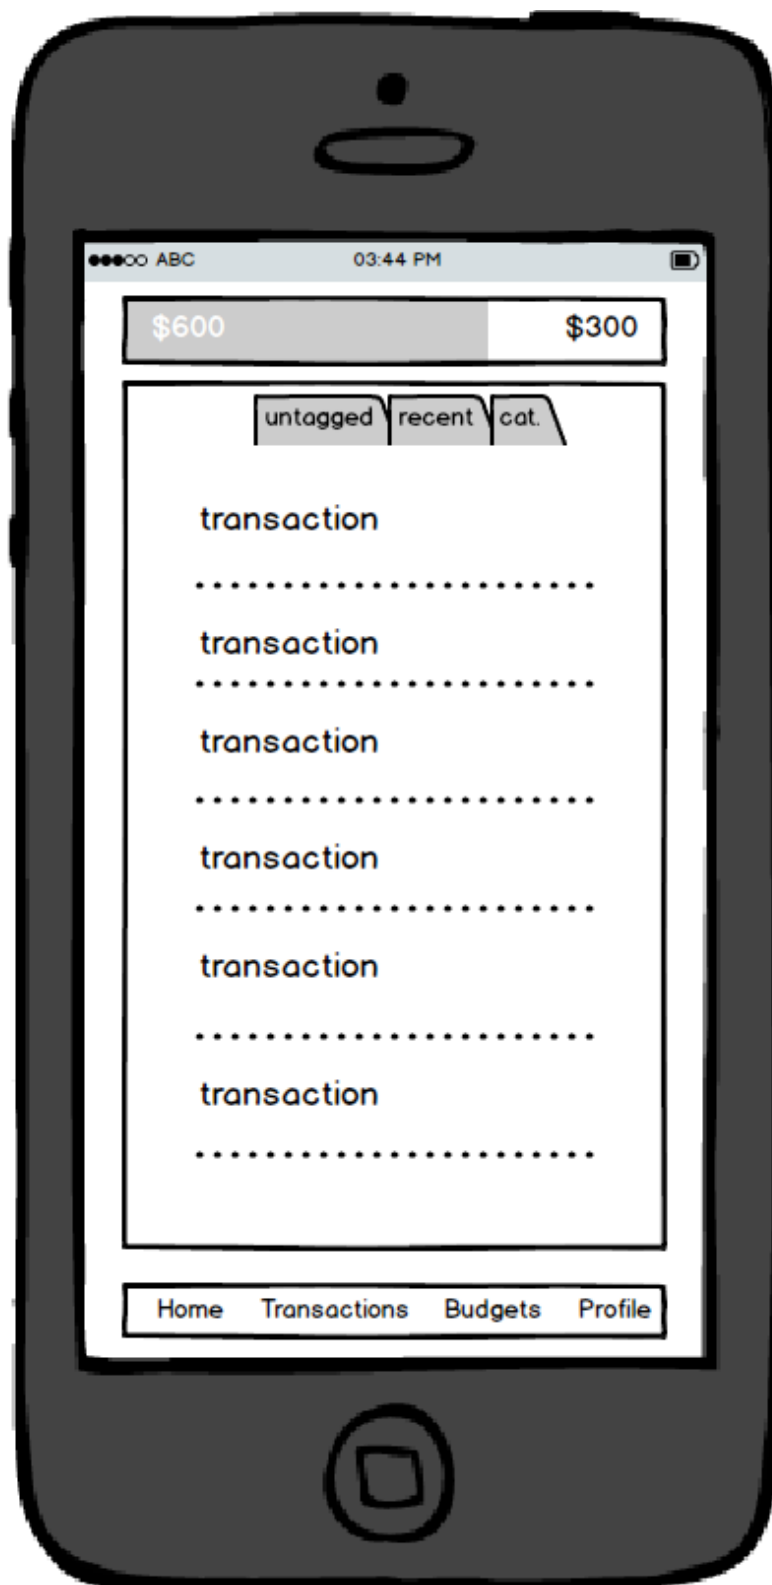 ABC 03:44 PM
$600 $300
untagged recent cat.
transaction
transaction
transaction
transaction
transaction
transaction
Home Transactions Budgets Profile